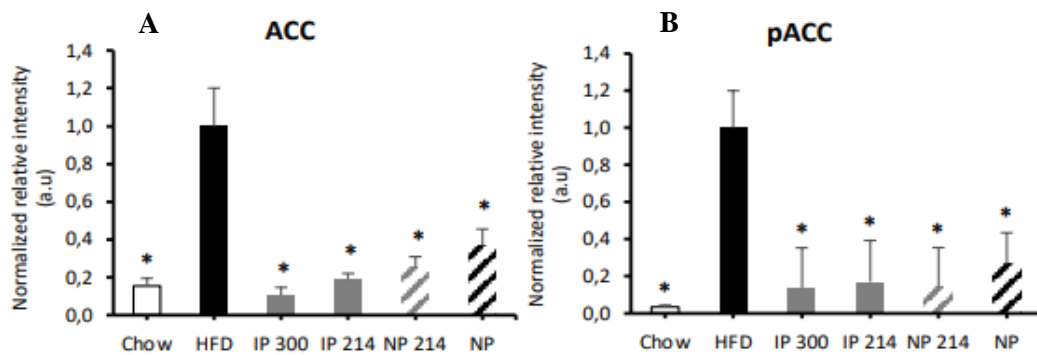 A
ACC
Normalized relative intensity
(a.u)
1,4
1,2
1,0
0,8
0,6
0,4
0,2
0,0
*
*
*
*
*
Chow HFD IP 300 IP 214 NP 214 NP
B
pACC
Normalized relative intensity
(a.u)
1,4
1,2
1,0
0,8
0,6
0,4
0,2
0,0
*
*
*
*
*
Chow HFD IP 300 IP 214 NP 214 NP